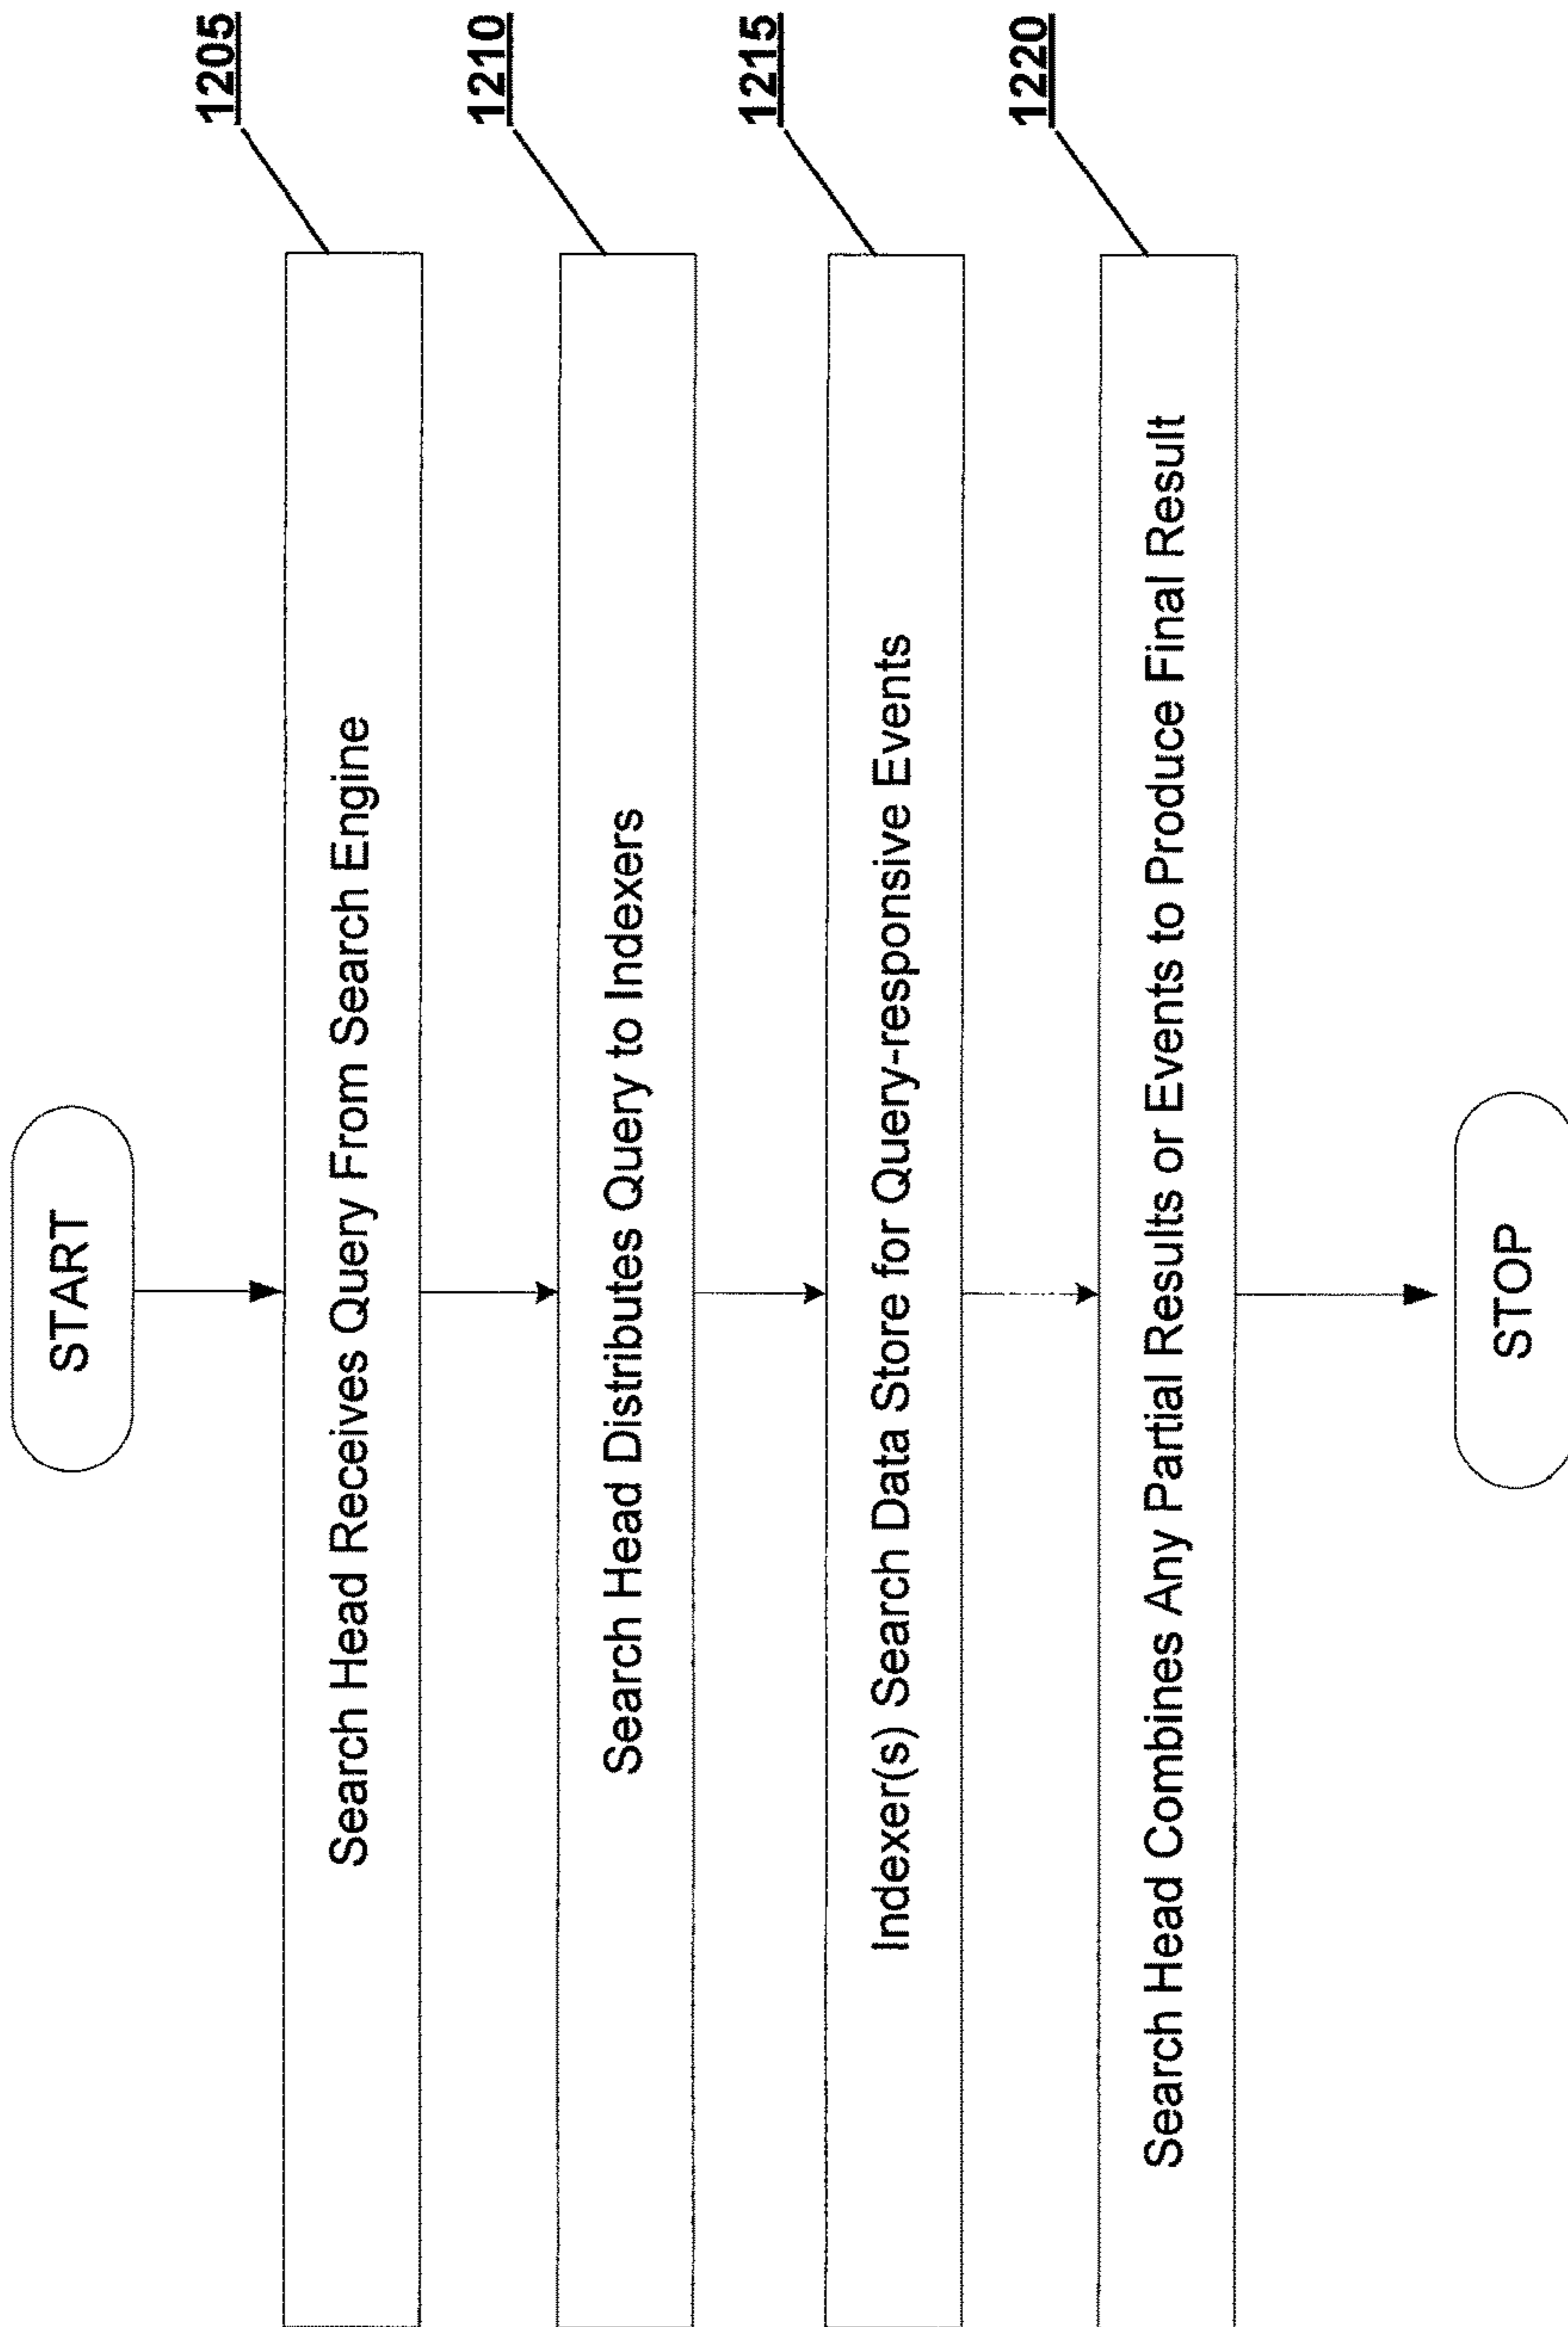 START
1205
Search Head Receives Query From Search Engine
1210
Search Head Distributes Query to Indexers
1215
Indexer(s) Search Data Store for Query-responsive Events
1220
Search Head Combines Any Partial Results or Events to Produce Final Result
STOP